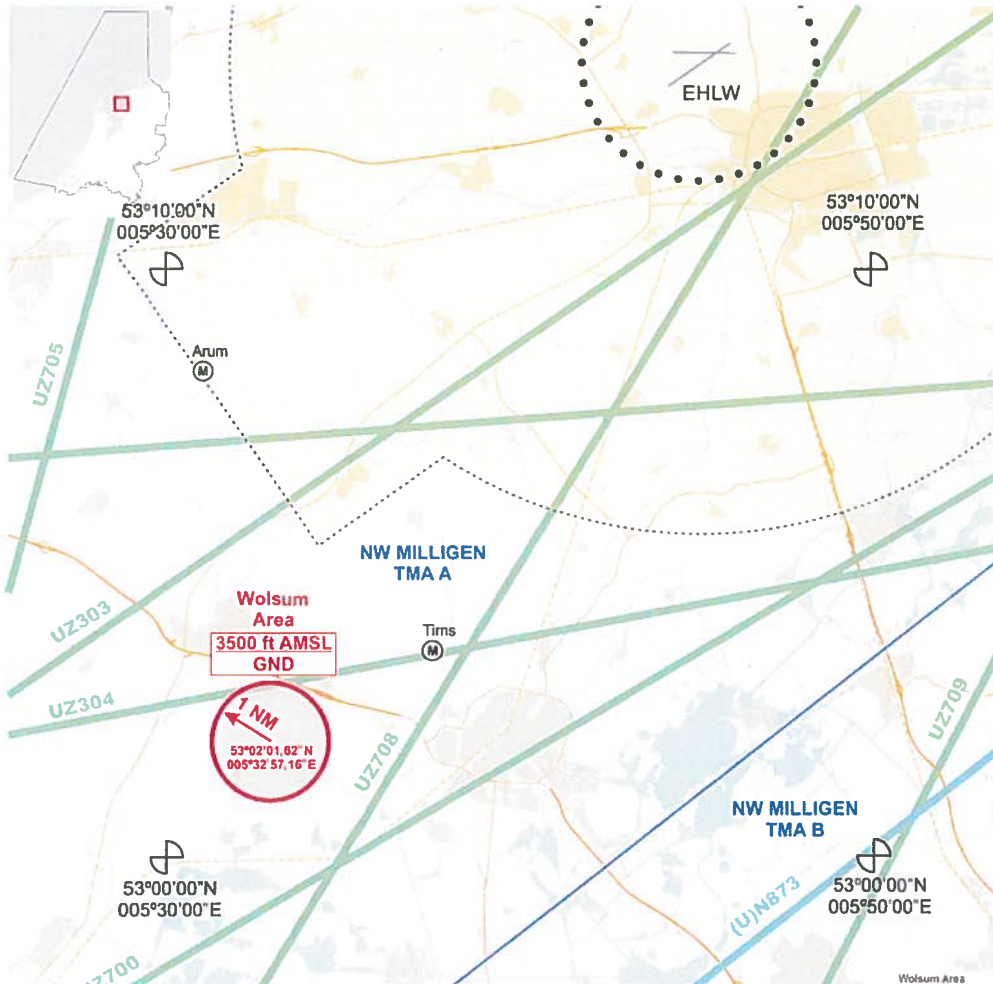 EHLW
53°10'00"N
005°30'00"E
53°10'00"N
005°50'00"E
UZ705
Arum
M
NW MILLIGEN
TMA A
UZ303
Wolsum
Area
3500 ft AMSL
GND
Tirns
M
UZ304
1 NM
53°02'01,62"N
005°32'57,16"E
UZ708
UZ709
NW MILLIGEN
TMA B
53°00'00"N
005°30'00"E
53°00'00"N
005°50'00"E
(U)N873
UZ700
Wolsum Area